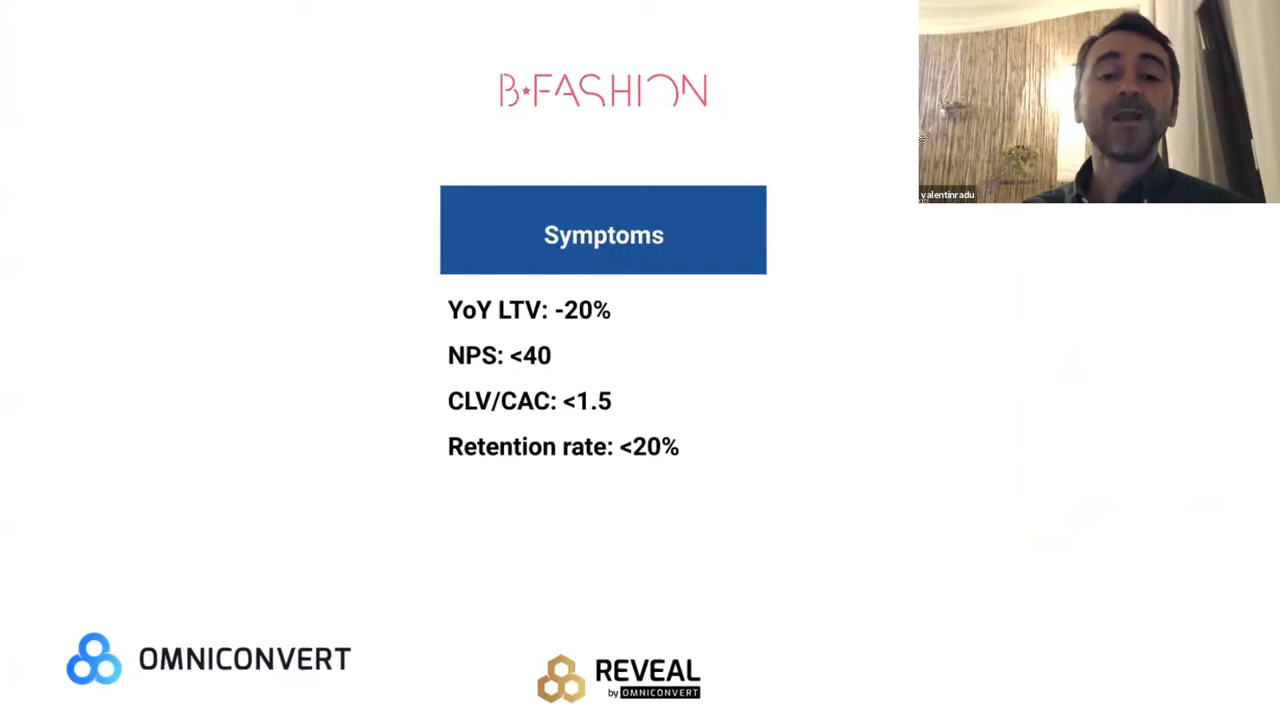 B★FASHION
Symptoms
YoY LTV: -20%
NPS: <40
CLV/CAC: <1.5
Retention rate: <20%
valentinradu
OMNICONVERT
OMNICONVERT
REVEAL
by OMNICONVERT